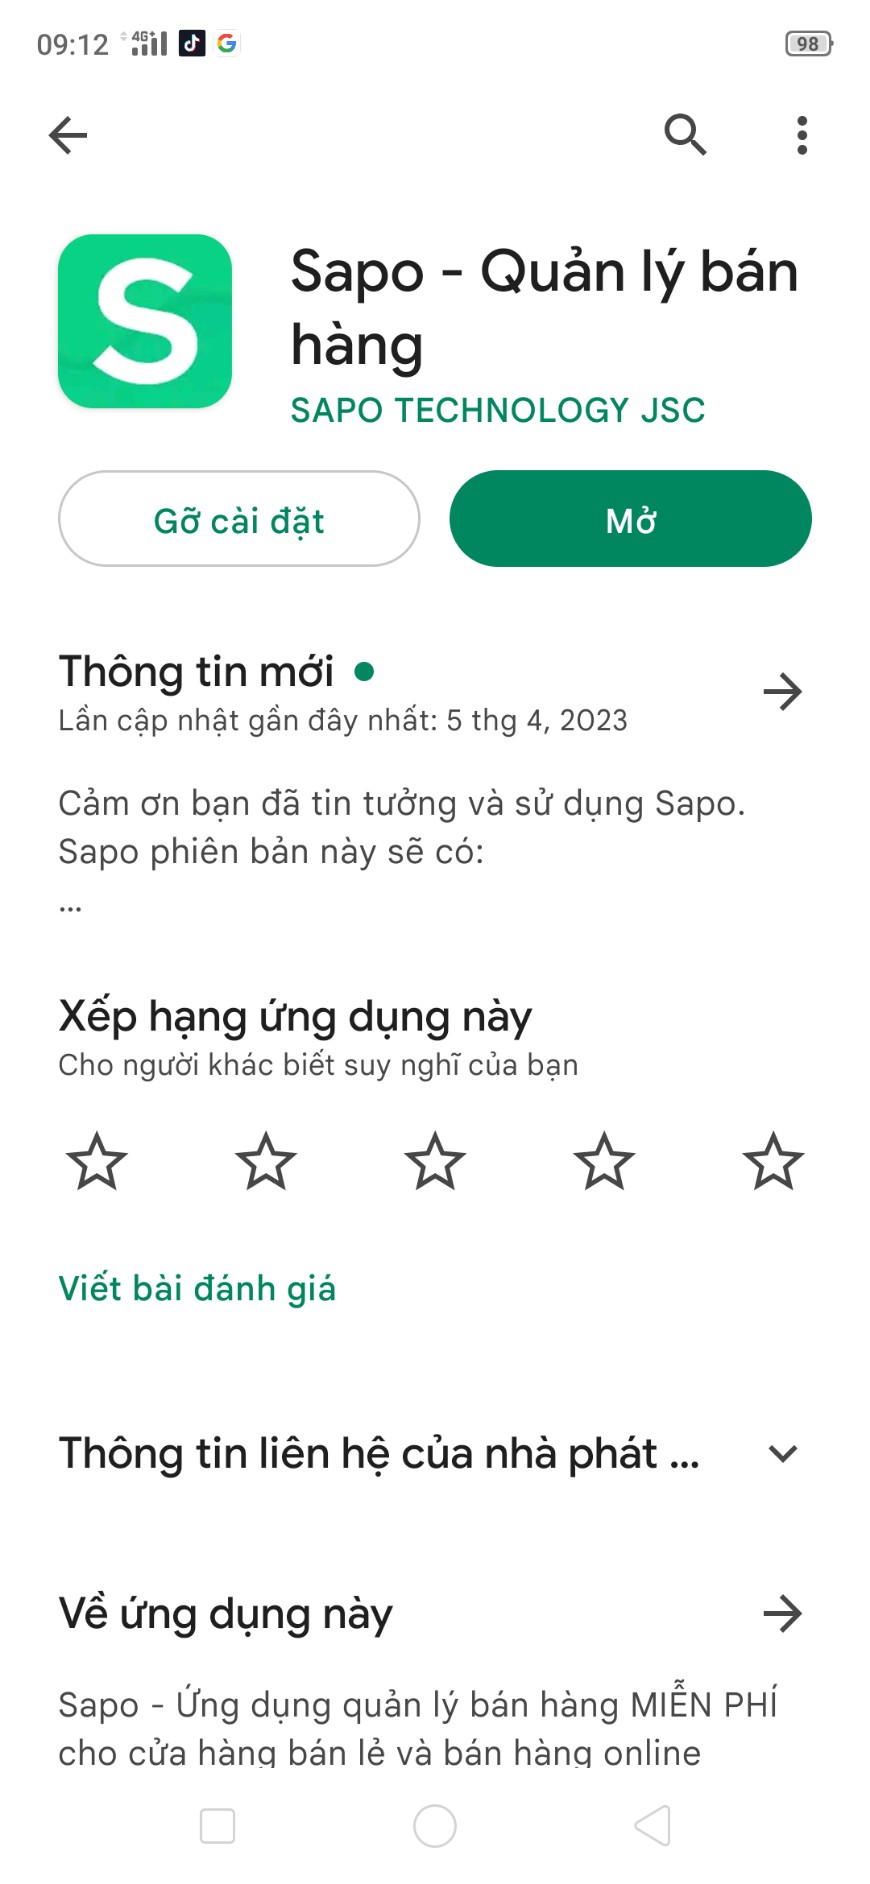 09:12
4G+
98
S
Sapo - Quản lý bán
hàng
SAPO TECHNOLOGY JSC
Gỡ cài đặt
Mở
Thông tin mới
Lần cập nhật gần đây nhất: 5 thg 4, 2023
Cảm ơn bạn đã tin tưởng và sử dụng Sapo.
Sapo phiên bản này sẽ có:
...
Xếp hạng ứng dụng này
Cho người khác biết suy nghĩ của bạn
Viết bài đánh giá
Thông tin liên hệ của nhà phát ...
Về ứng dụng này
Sapo - Ứng dụng quản lý bán hàng MIỄN PHÍ
cho cửa hàng bán lẻ và bán hàng online